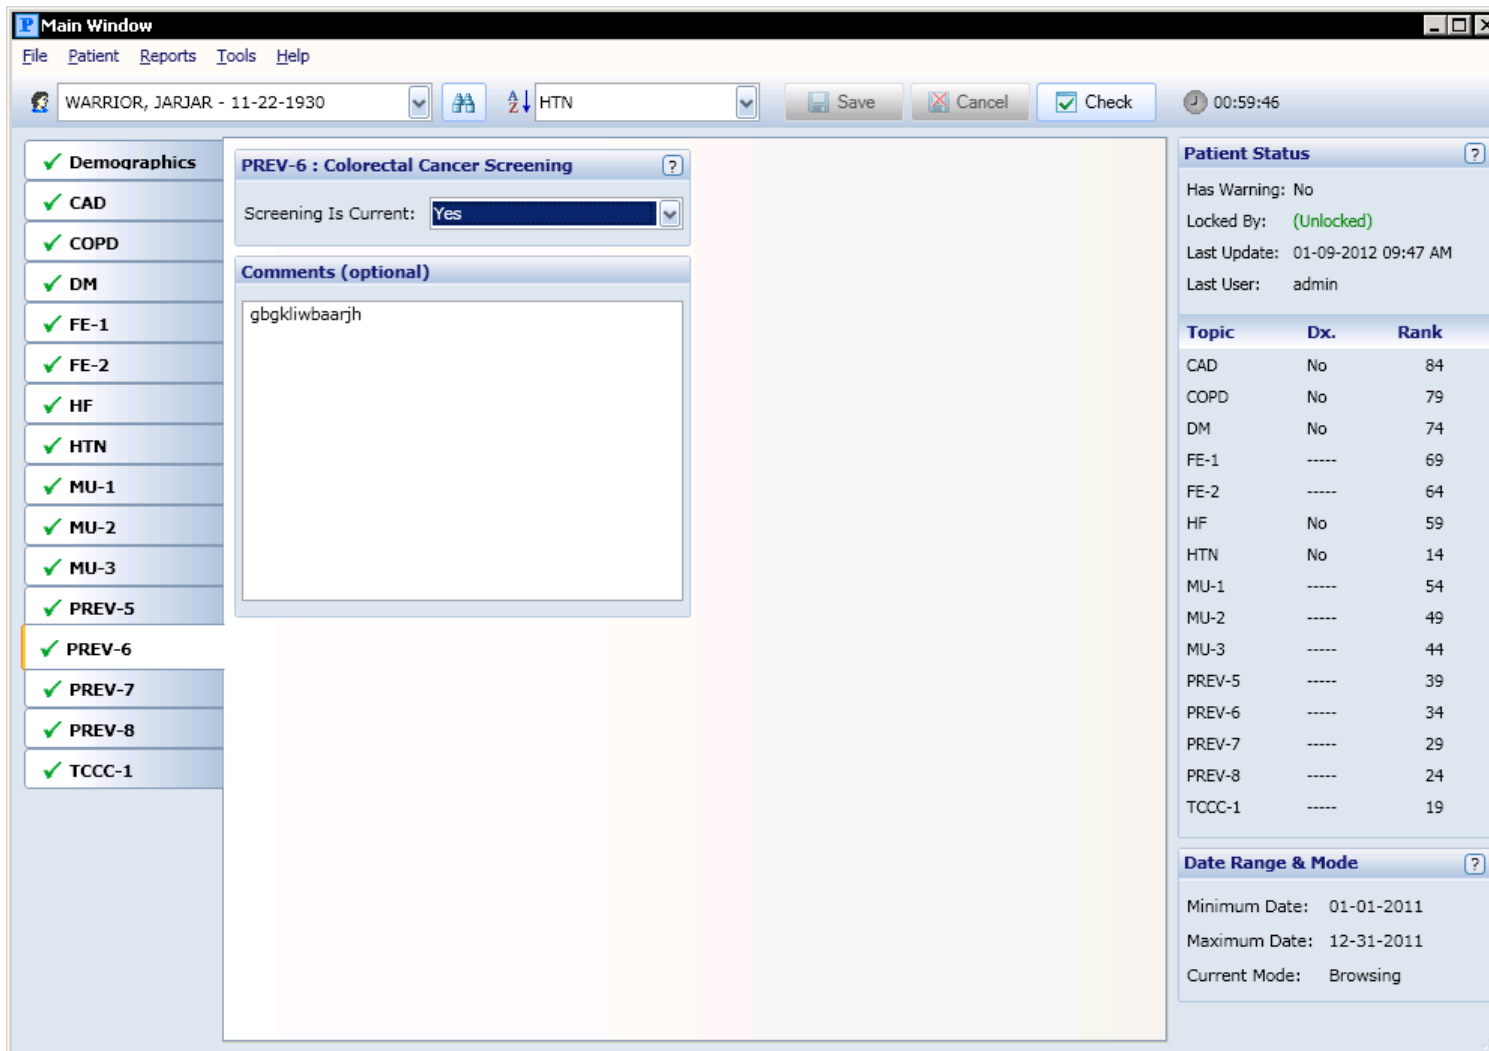 P Main Window
File Patient Reports Tools Help
WARRIOR, JARJAR - 11-22-1930 AZ HTN Save Cancel Check 00:59:46
Demographics
CAD
COPD
DM
FE-1
FE-2
HF
HTN
MU-1
MU-2
MU-3
PREV-5
PREV-6
PREV-7
PREV-8
TCCC-1
PREV-6 : Colorectal Cancer Screening ?
Screening Is Current: Yes
Comments (optional)
gbgkliwbaarjh
Patient Status ?
Has Warning: No
Locked By: (Unlocked)
Last Update: 01-09-2012 09:47 AM
Last User: admin
Topic Dx. Rank
CAD No 84
COPD No 79
DM No 74
FE-1 ----- 69
FE-2 ----- 64
HF No 59
HTN No 14
MU-1 ----- 54
MU-2 ----- 49
MU-3 ----- 44
PREV-5 ----- 39
PREV-6 ----- 34
PREV-7 ----- 29
PREV-8 ----- 24
TCCC-1 ----- 19
Date Range & Mode ?
Minimum Date: 01-01-2011
Maximum Date: 12-31-2011
Current Mode: Browsing